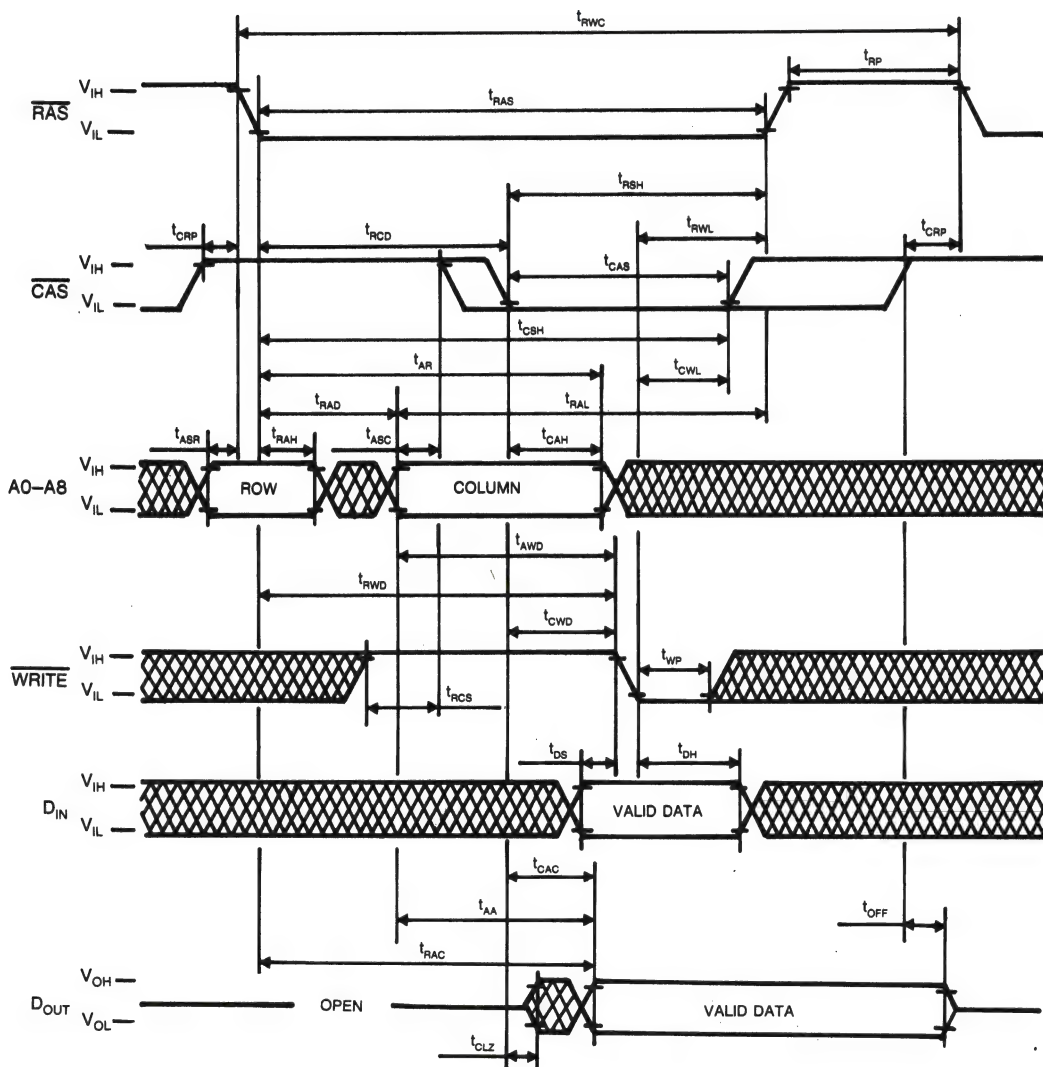 tRWC
tRP
VIH
RAS
VIL
tRAS
tRSH
tRWL
tCRP
tRCD
tCRP
VIH
CAS
VIL
tCAS
tCSH
tCWL
tAR
tRAD
tRAL
tASR
tRAH
tASC
tCAH
VIH
A0–A8
VIL
ROW
COLUMN
tAWD
tRWD
tCWD
VIH
WRITE
VIL
tWP
tRCS
tDS
tDH
VIH
DIN
VIL
VALID DATA
tCAC
tAA
tOFF
tRAC
VOH
DOUT
VOL
OPEN
VALID DATA
tCLZ